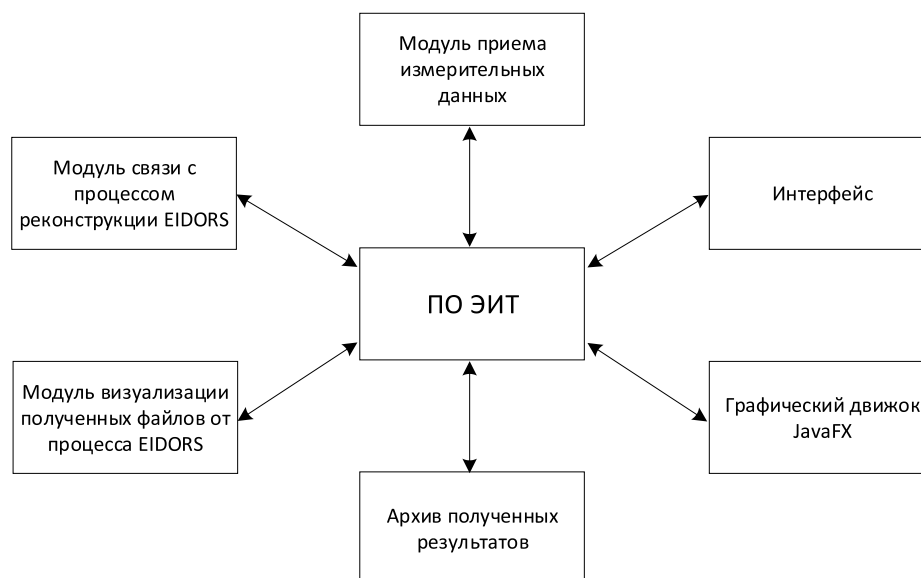 Модуль приема
измерительных
данных
Модуль связи с
процессом
реконструкции EIDORS
Интерфейс
ПО ЭИТ
Модуль визуализации
полученных файлов от
процесса EIDORS
Графический движок
JavaFX
Архив полученных
результатов